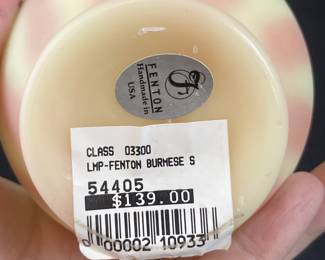 FENTON
Handmade in
USA
CLASS 03300
LMP-FENTON BURMESE S
54405
$139.00
00002 10933